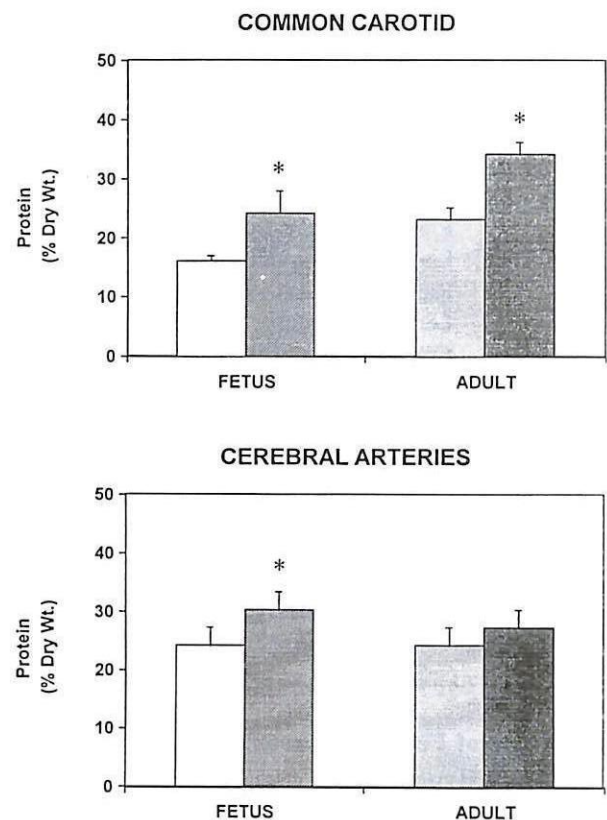 COMMON CAROTID
Protein
(% Dry Wt.)
50
40
30
20
10
0
*
*
FETUS
ADULT
CEREBRAL ARTERIES
Protein
(% Dry Wt.)
50
40
30
20
10
0
*
FETUS
ADULT